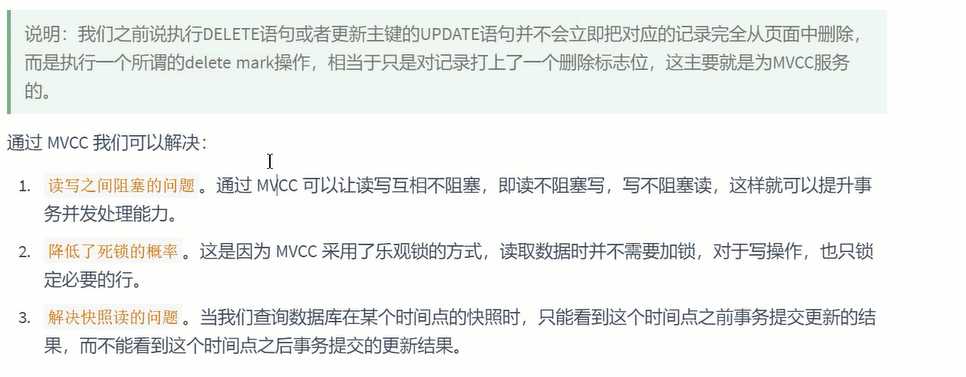 说明：我们之前说执行DELETE语句或者更新主键的UPDATE语句并不会立即把对应的记录完全从页面中删除，
而是执行一个所谓的delete mark操作，相当于只是对记录打上了一个删除标志位，这主要就是为MVCC服务
的。
通过 MVCC 我们可以解决：
1. 读写之间阻塞的问题。通过 MVCC 可以让读写互相不阻塞，即读不阻塞写，写不阻塞读，这样就可以提升事
务并发处理能力。
2. 降低了死锁的概率。这是因为 MVCC 采用了乐观锁的方式，读取数据时并不需要加锁，对于写操作，也只锁
定必要的行。
3. 解决快照读的问题。当我们查询数据库在某个时间点的快照时，只能看到这个时间点之前事务提交更新的结
果，而不能看到这个时间点之后事务提交的更新结果。